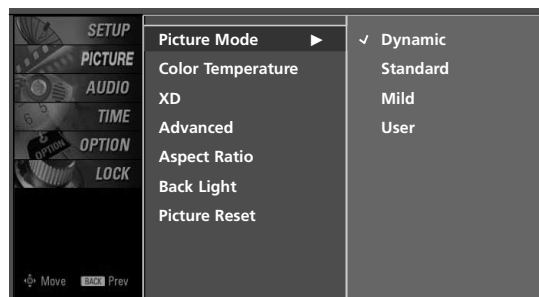 SETUP
PICTURE
AUDIO
TIME
OPTION
LOCK
Move BACK Prev
Picture Mode ▶
Color Temperature
XD
Advanced
Aspect Ratio
Back Light
Picture Reset
✓ Dynamic
Standard
Mild
User